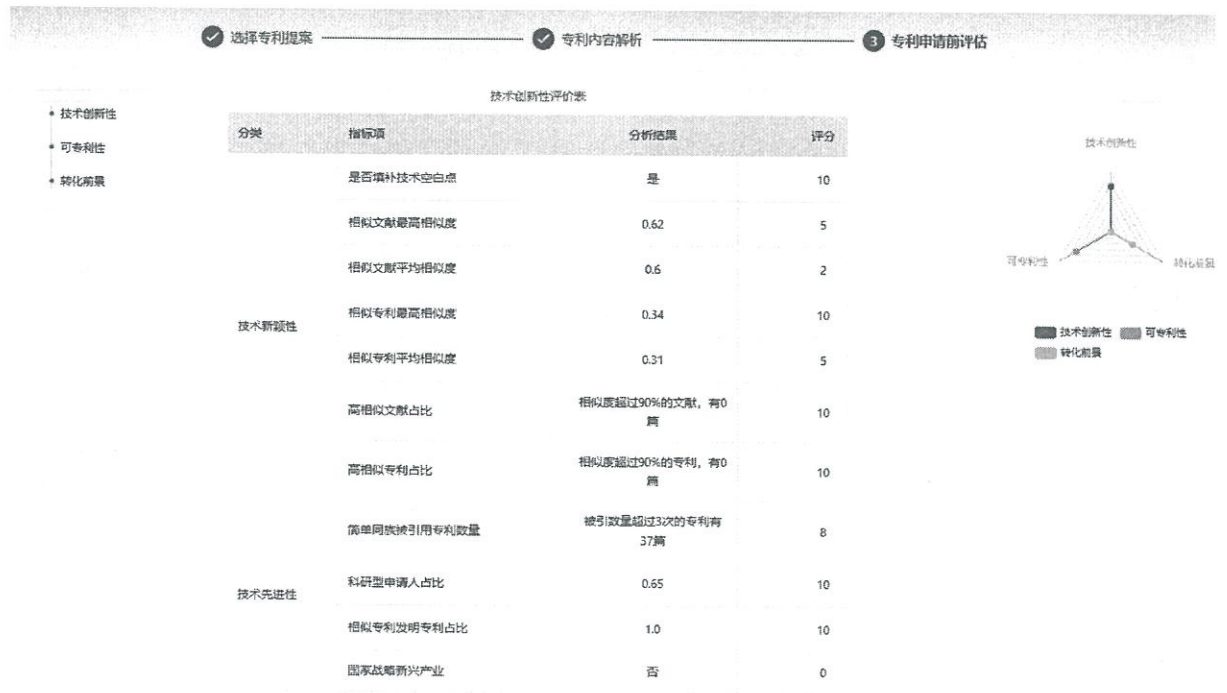 选择专利提案
专利内容解析
3 专利申请前评估
技术创新性
可专利性
转化前景
技术创新性评价表
分类 指标项 分析结果 评分
技术新颖性
是否填补技术空白点 是 10
相似文献最高相似度 0.62 5
相似文献平均相似度 0.6 2
相似专利最高相似度 0.34 10
相似专利平均相似度 0.31 5
高相似文献占比 相似度超过90%的文献，有0
篇 10
高相似专利占比 相似度超过90%的专利，有0
篇 10
技术先进性
简单同族被引用专利数量 被引数量超过3次的专利有
37篇 8
科研型申请人占比 0.65 10
相似专利发明专利占比 1.0 10
国家战略新兴产业 否 0
技术创新性
可专利性
转化前景
技术创新性 可专利性
转化前景